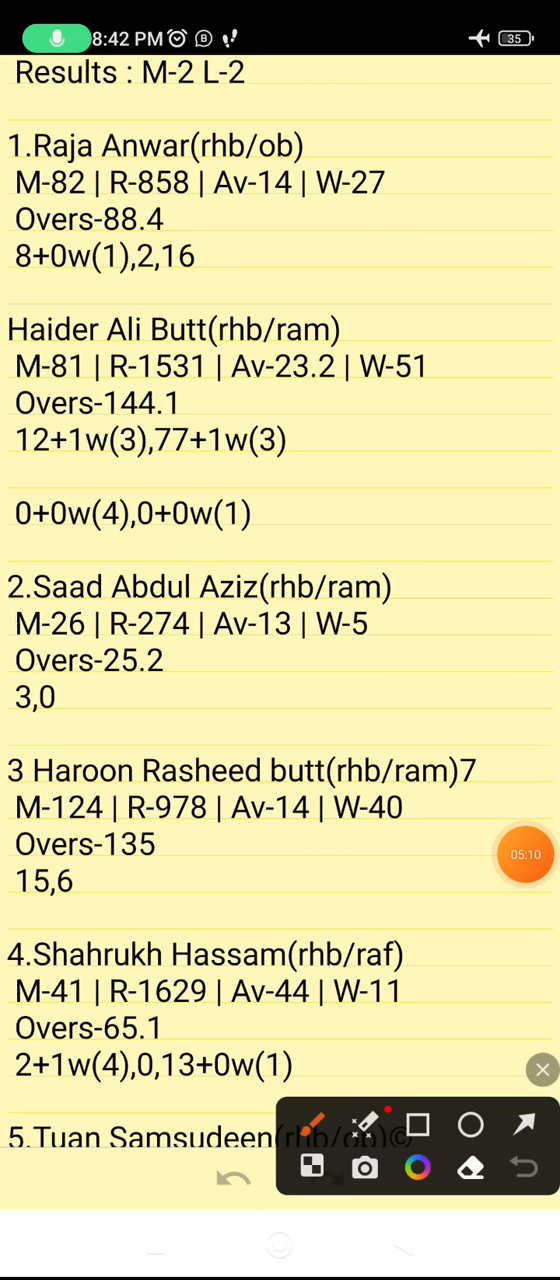 8:42 PM
35
Results : M-2 L-2
1.Raja Anwar(rhb/ob)
M-82 | R-858 | Av-14 | W-27
Overs-88.4
8+0w(1),2,16
Haider Ali Butt(rhb/ram)
M-81 | R-1531 | Av-23.2 | W-51
Overs-144.1
12+1w(3),77+1w(3)
0+0w(4),0+0w(1)
2.Saad Abdul Aziz(rhb/ram)
M-26 | R-274 | Av-13 | W-5
Overs-25.2
3,0
3 Haroon Rasheed butt(rhb/ram)7
M-124 | R-978 | Av-14 | W-40
Overs-135
05:10
15,6
4.Shahrukh Hassam(rhb/raf)
M-41 | R-1629 | Av-44 | W-11
Overs-65.1
2+1w(4),0,13+0w(1)
5.Tuan Samsudeen(rhb/ob)©